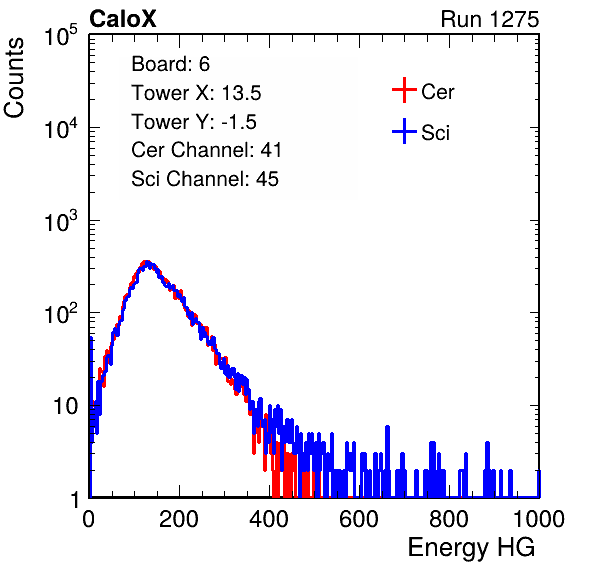 CaloX Run 1275
Counts
10^5
10^4
10^3
10^2
10
1
Board: 6
Tower X: 13.5
Tower Y: -1.5
Cer Channel: 41
Sci Channel: 45
Cer
Sci
0 200 400 600 800 1000
Energy HG